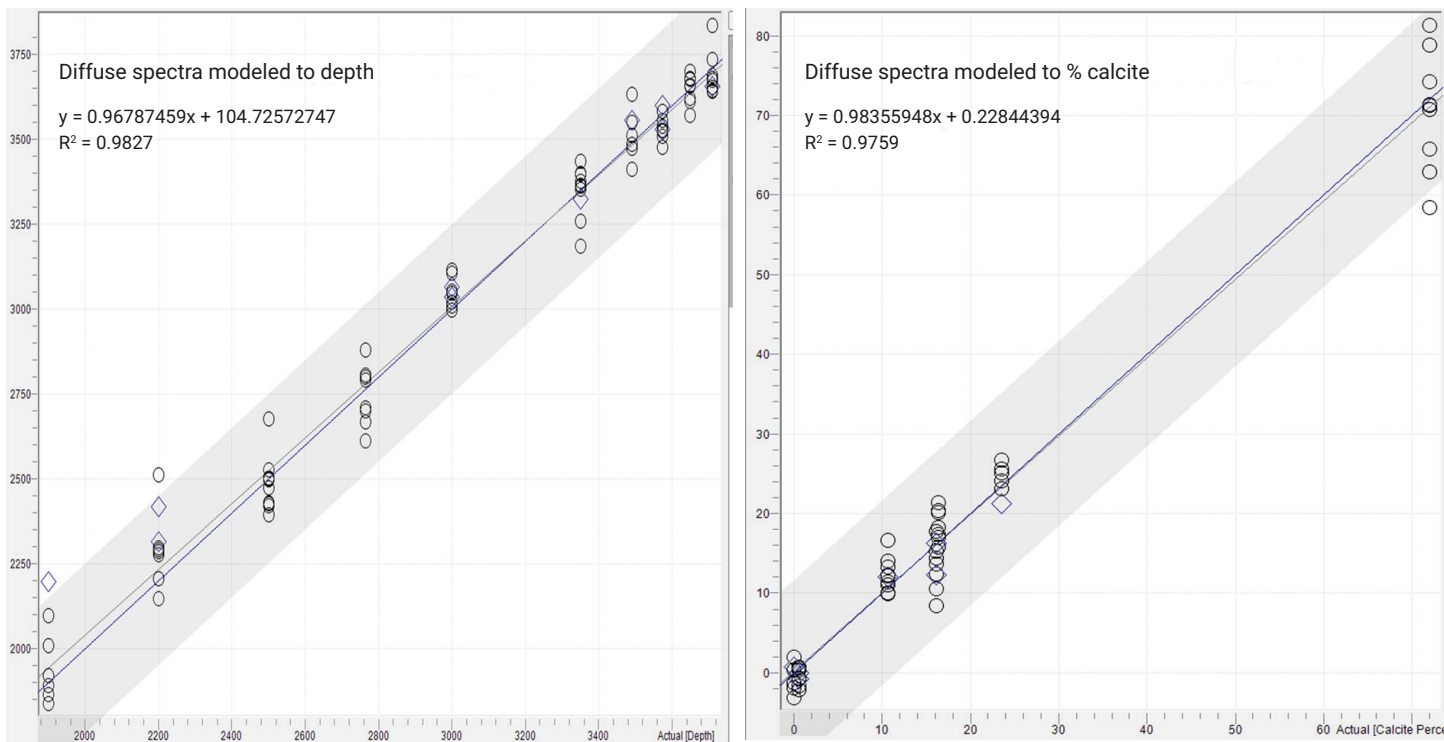 Diffuse spectra modeled to depth
y = 0.96787459x + 104.72572747
R² = 0.9827
3750
3500
3250
3000
2750
2500
2250
2000
2000 2200 2400 2600 2800 3000 3200 3400 Actual [Depth]
Diffuse spectra modeled to % calcite
y = 0.98355948x + 0.22844394
R² = 0.9759
80
70
60
50
40
30
20
10
0
0 10 20 30 40 50 60 Actual [Calcite Perce